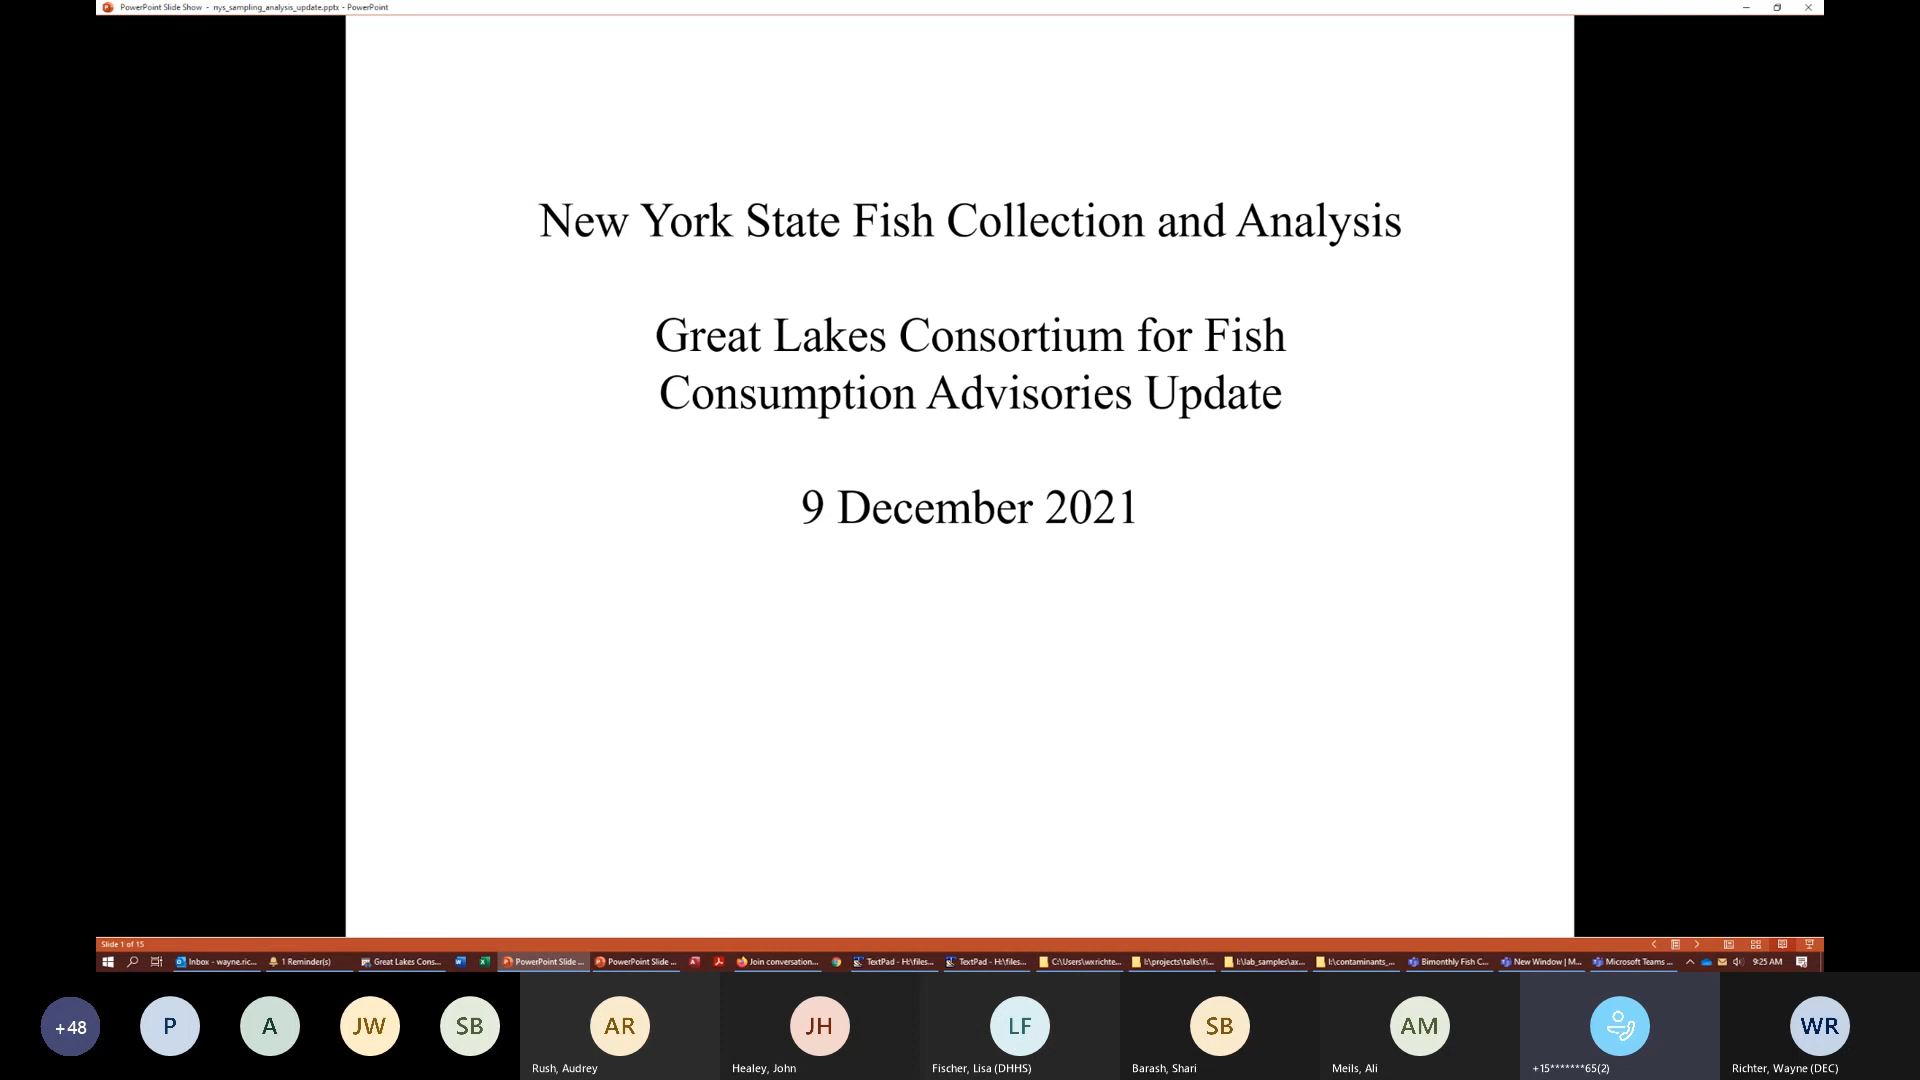 PowerPoint Slide Show - nys_sampling_analysis_update.pptx - PowerPoint
New York State Fish Collection and Analysis
Great Lakes Consortium for Fish
Consumption Advisories Update
9 December 2021
Slide 1 of 15
Inbox - wayne.ric...
1 Reminder(s)
Great Lakes Cons...
PowerPoint Slide ...
PowerPoint Slide ...
Join conversation...
TextPad - H:\files...
TextPad - H:\files...
C:\Users\wxrichte...
I:\projects\talks\fi...
I:\lab_samples\ax...
I:\contaminants_...
Bimonthly Fish C...
New Window | M...
Microsoft Teams ...
9:25 AM
+48
P
A
JW
SB
AR
JH
LF
SB
AM
WR
Rush, Audrey
Healey, John
Fischer, Lisa (DHHS)
Barash, Shari
Meils, Ali
+15*******65(2)
Richter, Wayne (DEC)